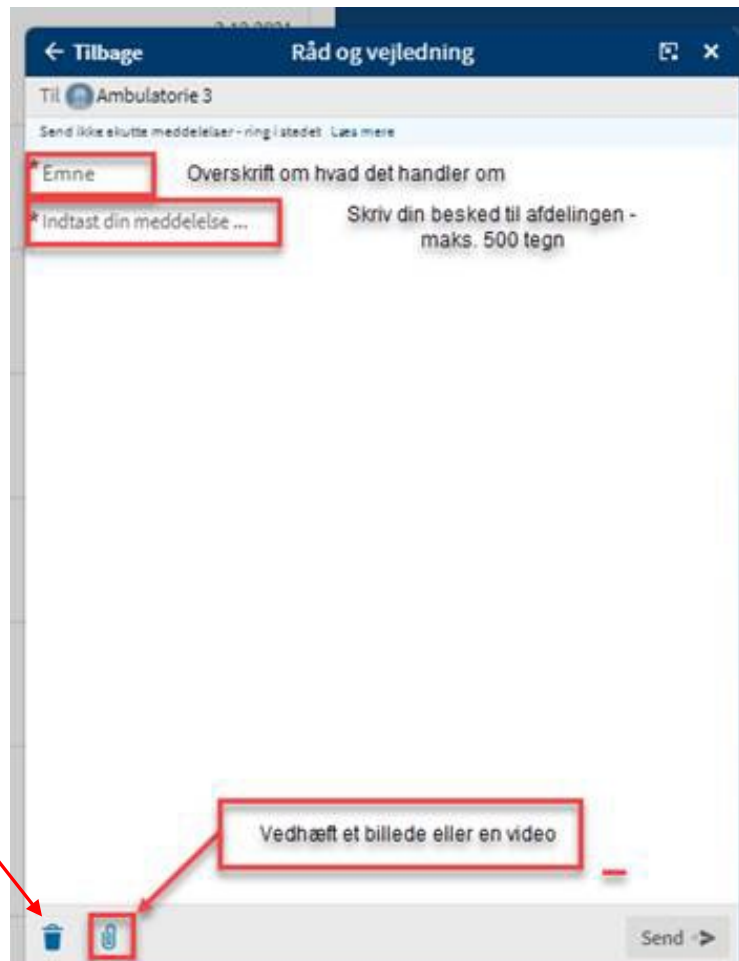 ← Tilbage Råd og vejledning
Til Ambulatorie 3
Send ikke akutte meddelelser - ring i stedet Læs mere
* Emne Overskrift om hvad det handler om
* Indtast din meddelelse ... Skriv din besked til afdelingen -
maks. 500 tegn
Vedhæft et billede eller en video
Send